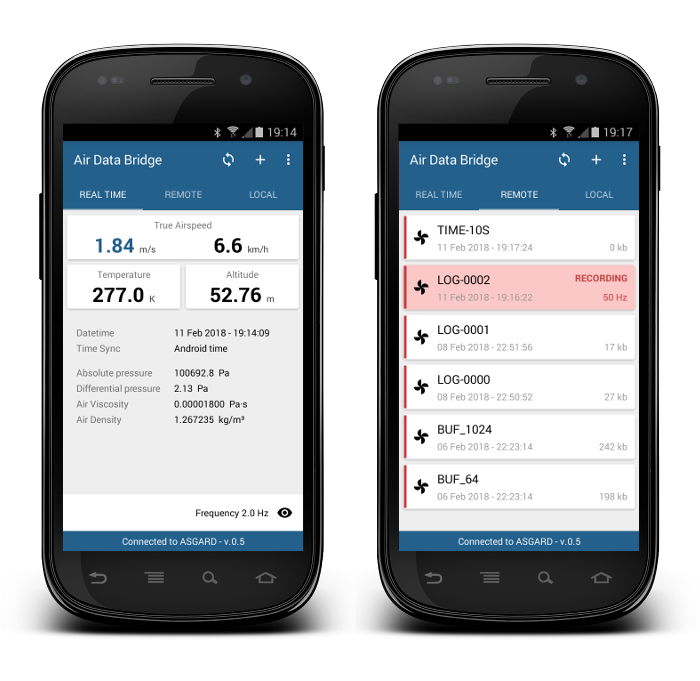 19:14
Air Data Bridge
REAL TIME REMOTE LOCAL
True Airspeed
1.84 m/s 6.6 km/h
Temperature Altitude
277.0 K 52.76 m
Datetime 11 Feb 2018 - 19:14:09
Time Sync Android time
Absolute pressure 100692.8 Pa
Differential pressure 2.13 Pa
Air Viscosity 0.00001800 Pa·s
Air Density 1.267235 kg/m³
Frequency 2.0 Hz
Connected to ASGARD - v.0.5
19:17
Air Data Bridge
REAL TIME REMOTE LOCAL
TIME-10S
11 Feb 2018 - 19:17:24 0 kb
LOG-0002 RECORDING
11 Feb 2018 - 19:16:22 50 Hz
LOG-0001
08 Feb 2018 - 22:51:56 17 kb
LOG-0000
08 Feb 2018 - 22:50:52 27 kb
BUF_1024
06 Feb 2018 - 22:23:14 242 kb
BUF_64
06 Feb 2018 - 22:23:14 198 kb
Connected to ASGARD - v.0.5